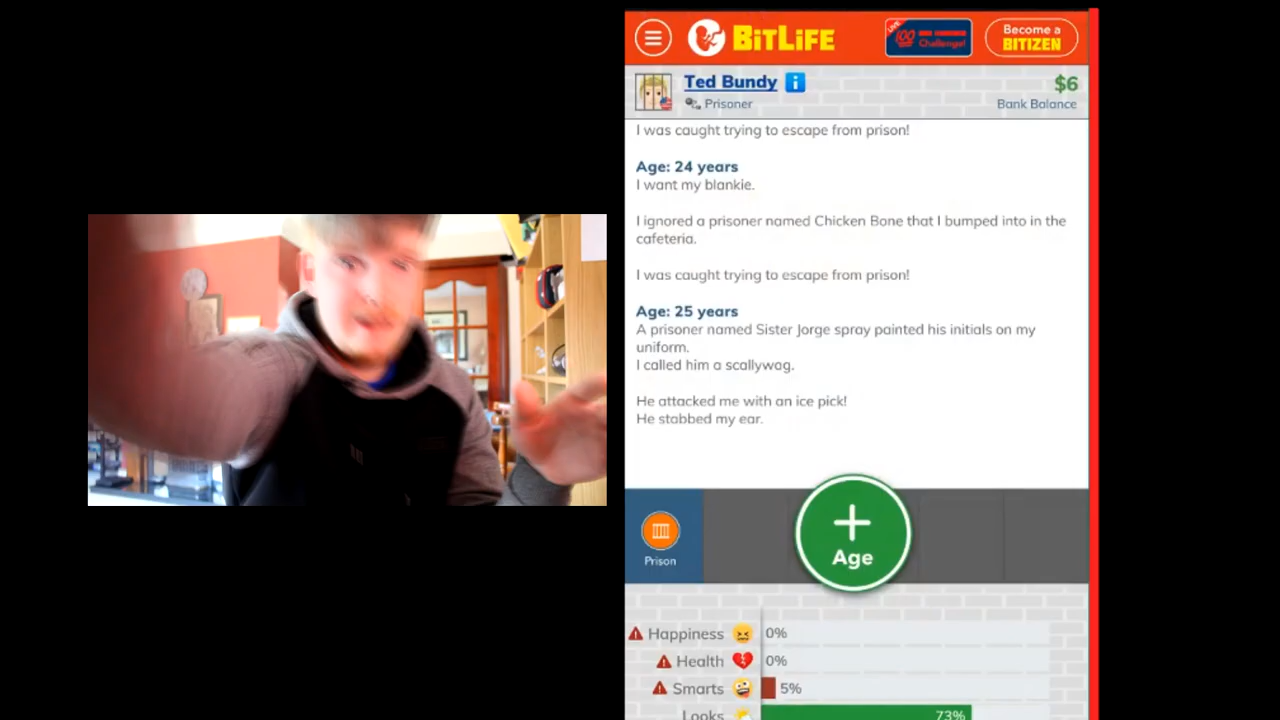 LIVE
Challenge!
Become a
BITIZEN
BITLIFE
Ted Bundy i
$6
Prisoner
Bank Balance
I was caught trying to escape from prison!
Age: 24 years
I want my blankie.
I ignored a prisoner named Chicken Bone that I bumped into in the
cafeteria.
I was caught trying to escape from prison!
Age: 25 years
A prisoner named Sister Jorge spray painted his initials on my
uniform.
I called him a scallywag.
He attacked me with an ice pick!
He stabbed my ear.
Prison
+
Age
Happiness 0%
Health 0%
Smarts 5%
Looks 73%